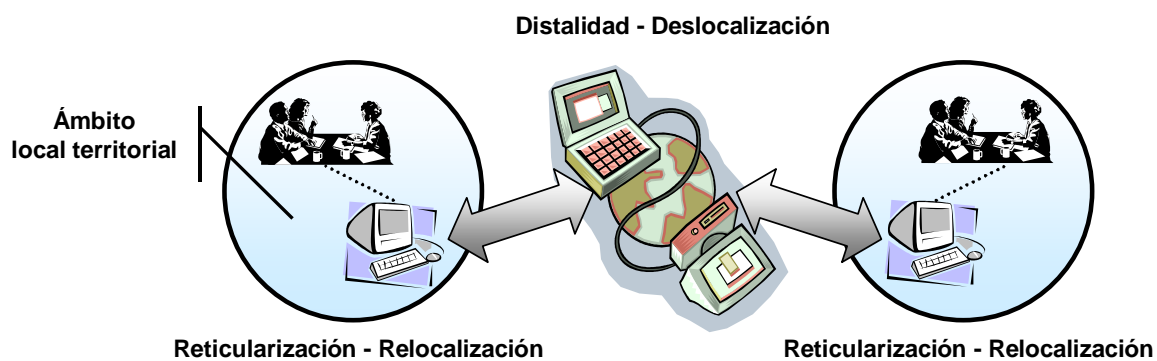 Distalidad - Deslocalización
Ámbito
local territorial
Reticularización - Relocalización
Reticularización - Relocalización